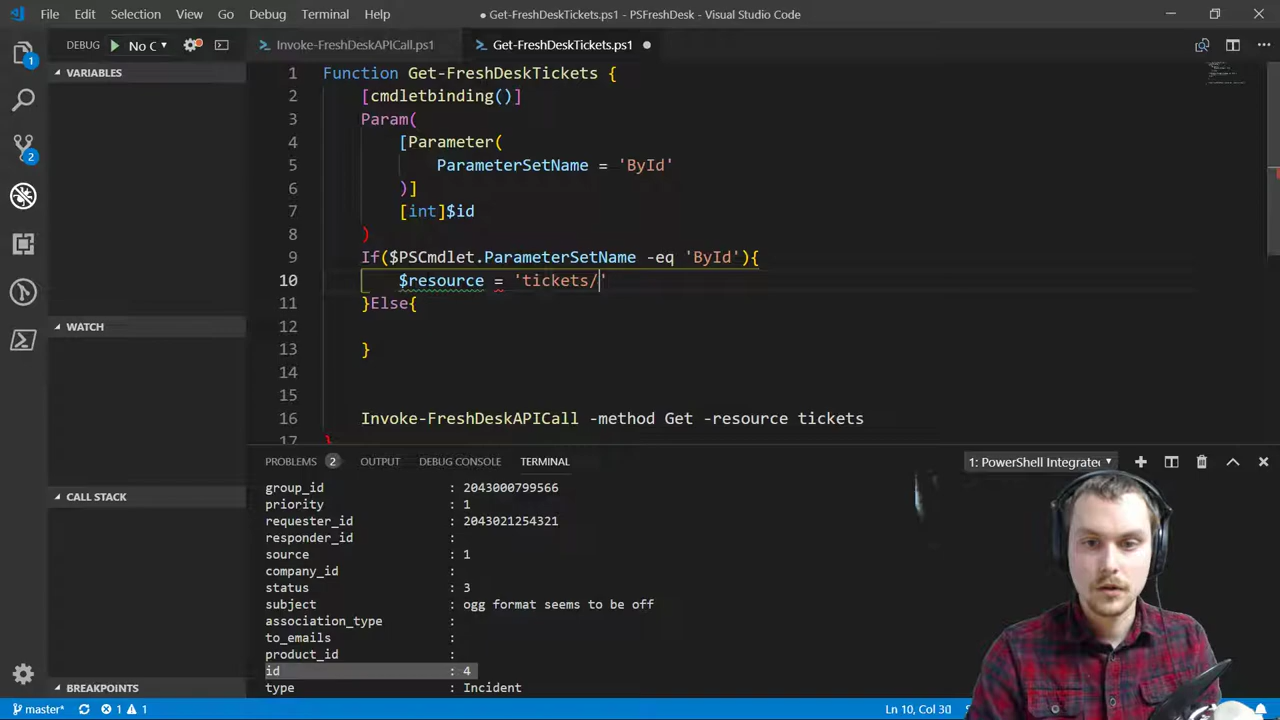 File Edit Selection View Go Debug Terminal Help
● Get-FreshDeskTickets.ps1 - PSFreshDesk - Visual Studio Code
DEBUG No C
Invoke-FreshDeskAPICall.ps1
Get-FreshDeskTickets.ps1 ●
VARIABLES
WATCH
CALL STACK
BREAKPOINTS
1 Function Get-FreshDeskTickets {
2 [cmdletbinding()]
3 Param(
4 [Parameter(
5 ParameterSetName = 'ById'
6 )]
7 [int]$id
8 )
9 If($PSCmdlet.ParameterSetName -eq 'ById'){
10 $resource = 'tickets/'
11 }Else{
12
13 }
14
15
16 Invoke-FreshDeskAPICall -method Get -resource tickets
17 }
PROBLEMS 2 OUTPUT DEBUG CONSOLE TERMINAL
1: PowerShell Integrate
group_id : 2043000799566
priority : 1
requester_id : 2043021254321
responder_id :
source : 1
company_id :
status : 3
subject : ogg format seems to be off
association_type :
to_emails :
product_id :
id : 4
type : Incident
1
2
master* 1 1
Ln 10, Col 30